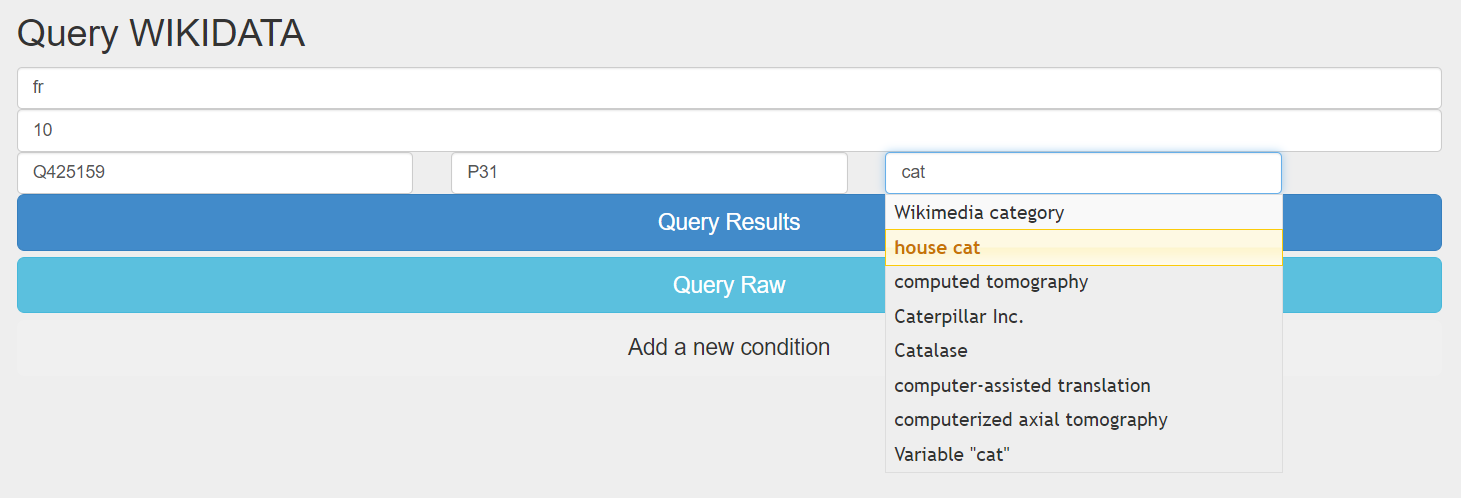 Query WIKIDATA
fr
10
Q425159 P31 cat
Query Results
Query Raw
Add a new condition
Wikimedia category
house cat
computed tomography
Caterpillar Inc.
Catalase
computer-assisted translation
computerized axial tomography
Variable "cat"